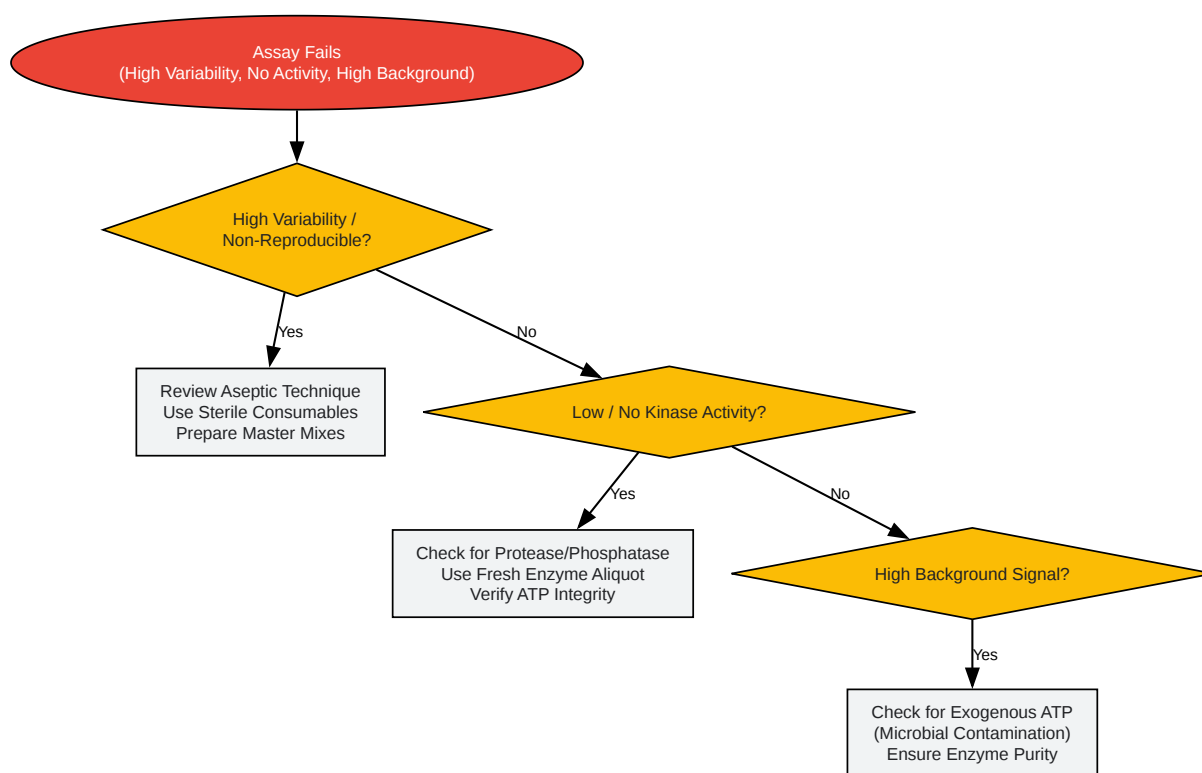 Assay Fails
(High Variability, No Activity, High Background)
High Variability /
Non-Reproducible?
Yes
No
Review Aseptic Technique
Use Sterile Consumables
Prepare Master Mixes
Low / No Kinase Activity?
Yes
No
Check for Protease/Phosphatase
Use Fresh Enzyme Aliquot
Verify ATP Integrity
High Background Signal?
Yes
Check for Exogenous ATP
(Microbial Contamination)
Ensure Enzyme Purity